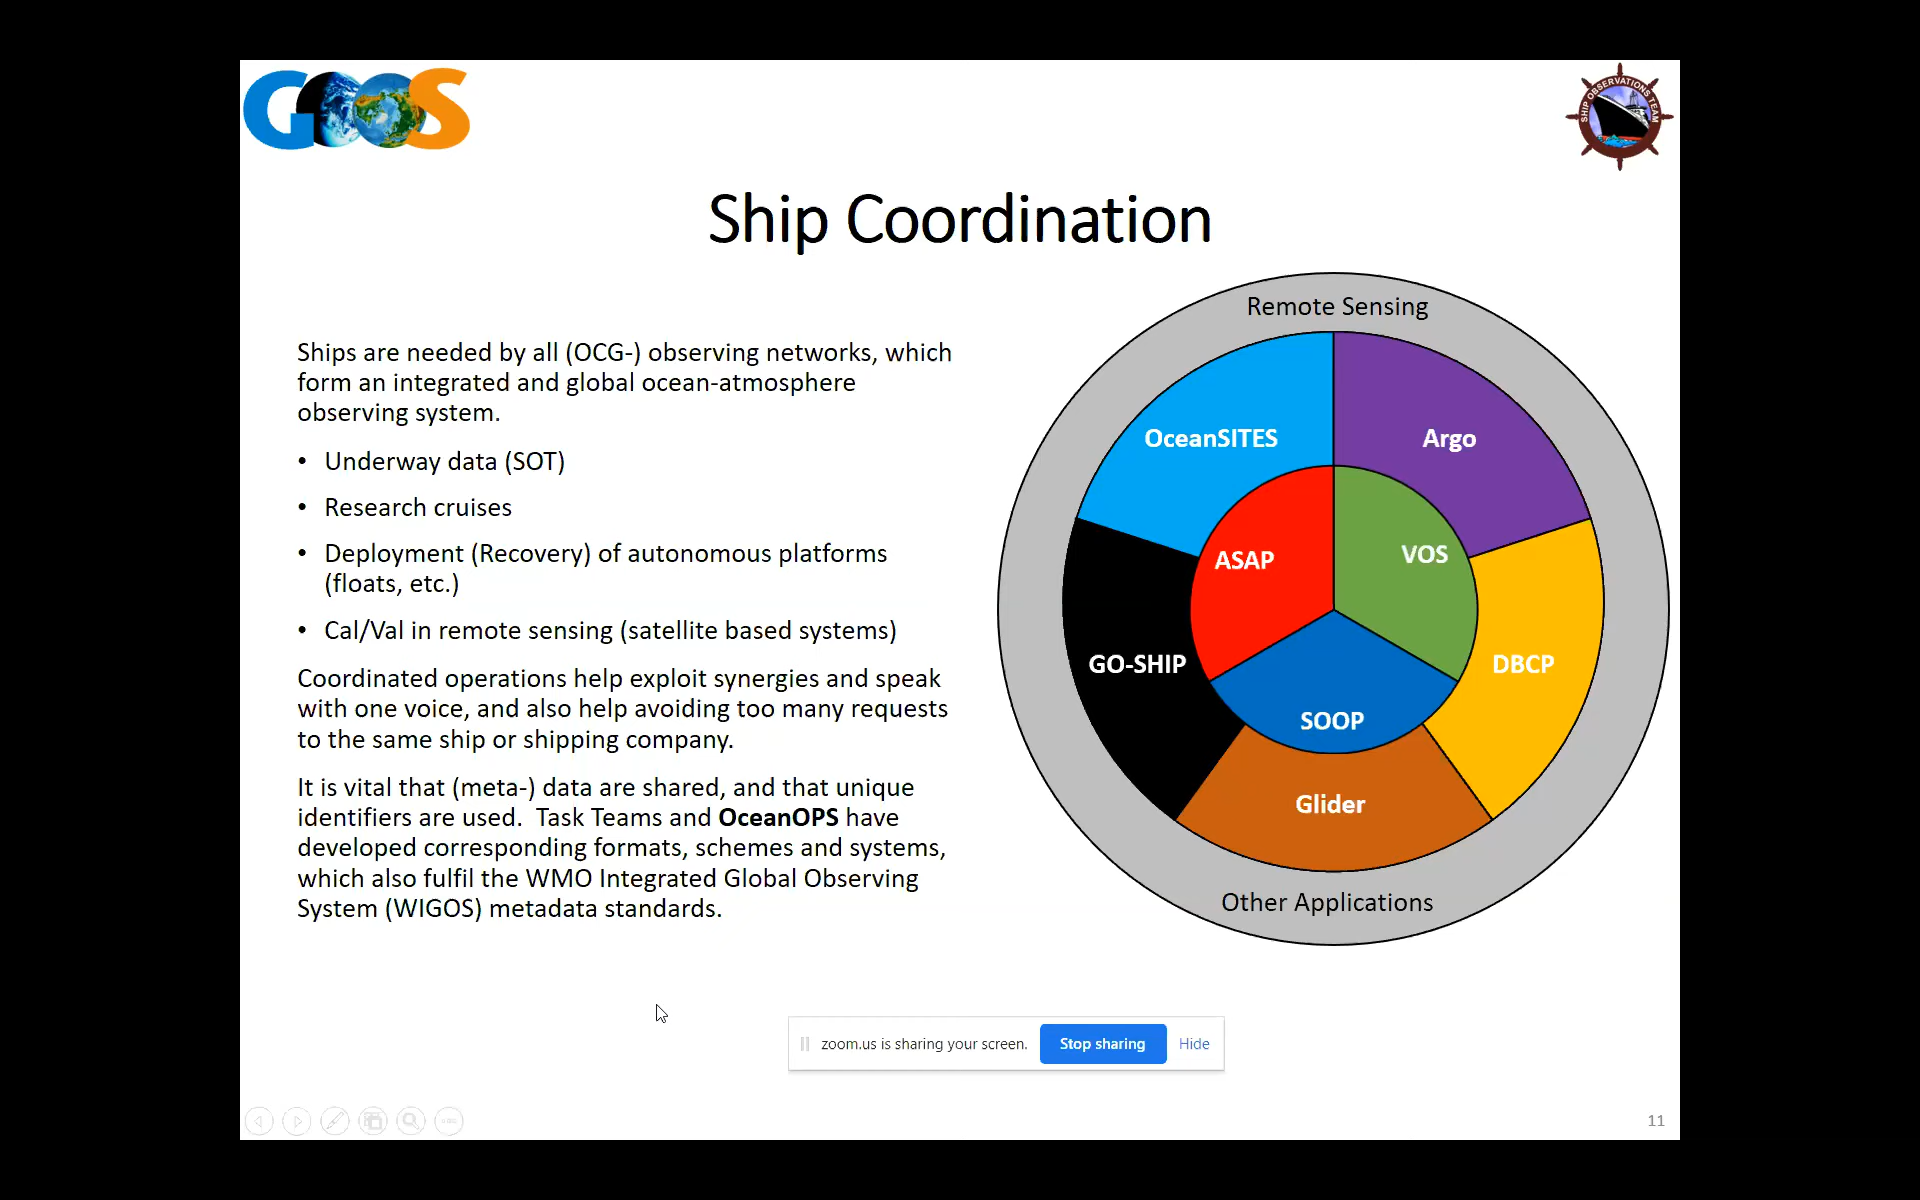 GOOS
SHIP OBSERVATIONS TEAM
Ship Coordination
Ships are needed by all (OCG-) observing networks, which
form an integrated and global ocean-atmosphere
observing system.
• Underway data (SOT)
• Research cruises
• Deployment (Recovery) of autonomous platforms
(floats, etc.)
• Cal/Val in remote sensing (satellite based systems)
Coordinated operations help exploit synergies and speak
with one voice, and also help avoiding too many requests
to the same ship or shipping company.
It is vital that (meta-) data are shared, and that unique
identifiers are used.  Task Teams and OceanOPS have
developed corresponding formats, schemes and systems,
which also fulfil the WMO Integrated Global Observing
System (WIGOS) metadata standards.
Remote Sensing
OceanSITES
Argo
ASAP
VOS
GO-SHIP
DBCP
SOOP
Glider
Other Applications
zoom.us is sharing your screen.
Stop sharing
Hide
11